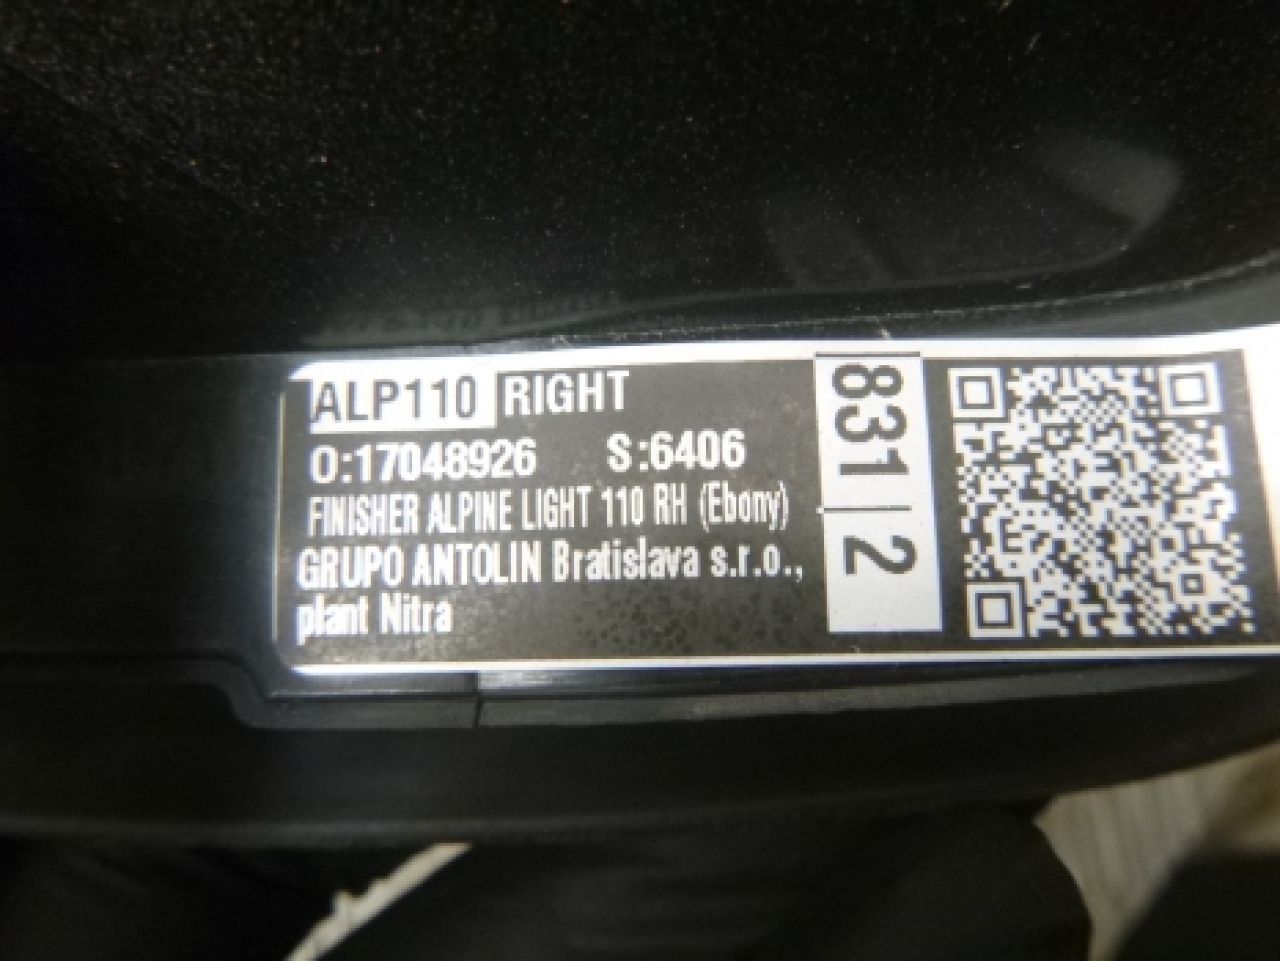 ALP110 RIGHT
O:17048926 S:6406
FINISHER ALPINE LIGHT 110 RH (Ebony)
GRUPO ANTOLIN Bratislava s.r.o.,
plant Nitra
831 2